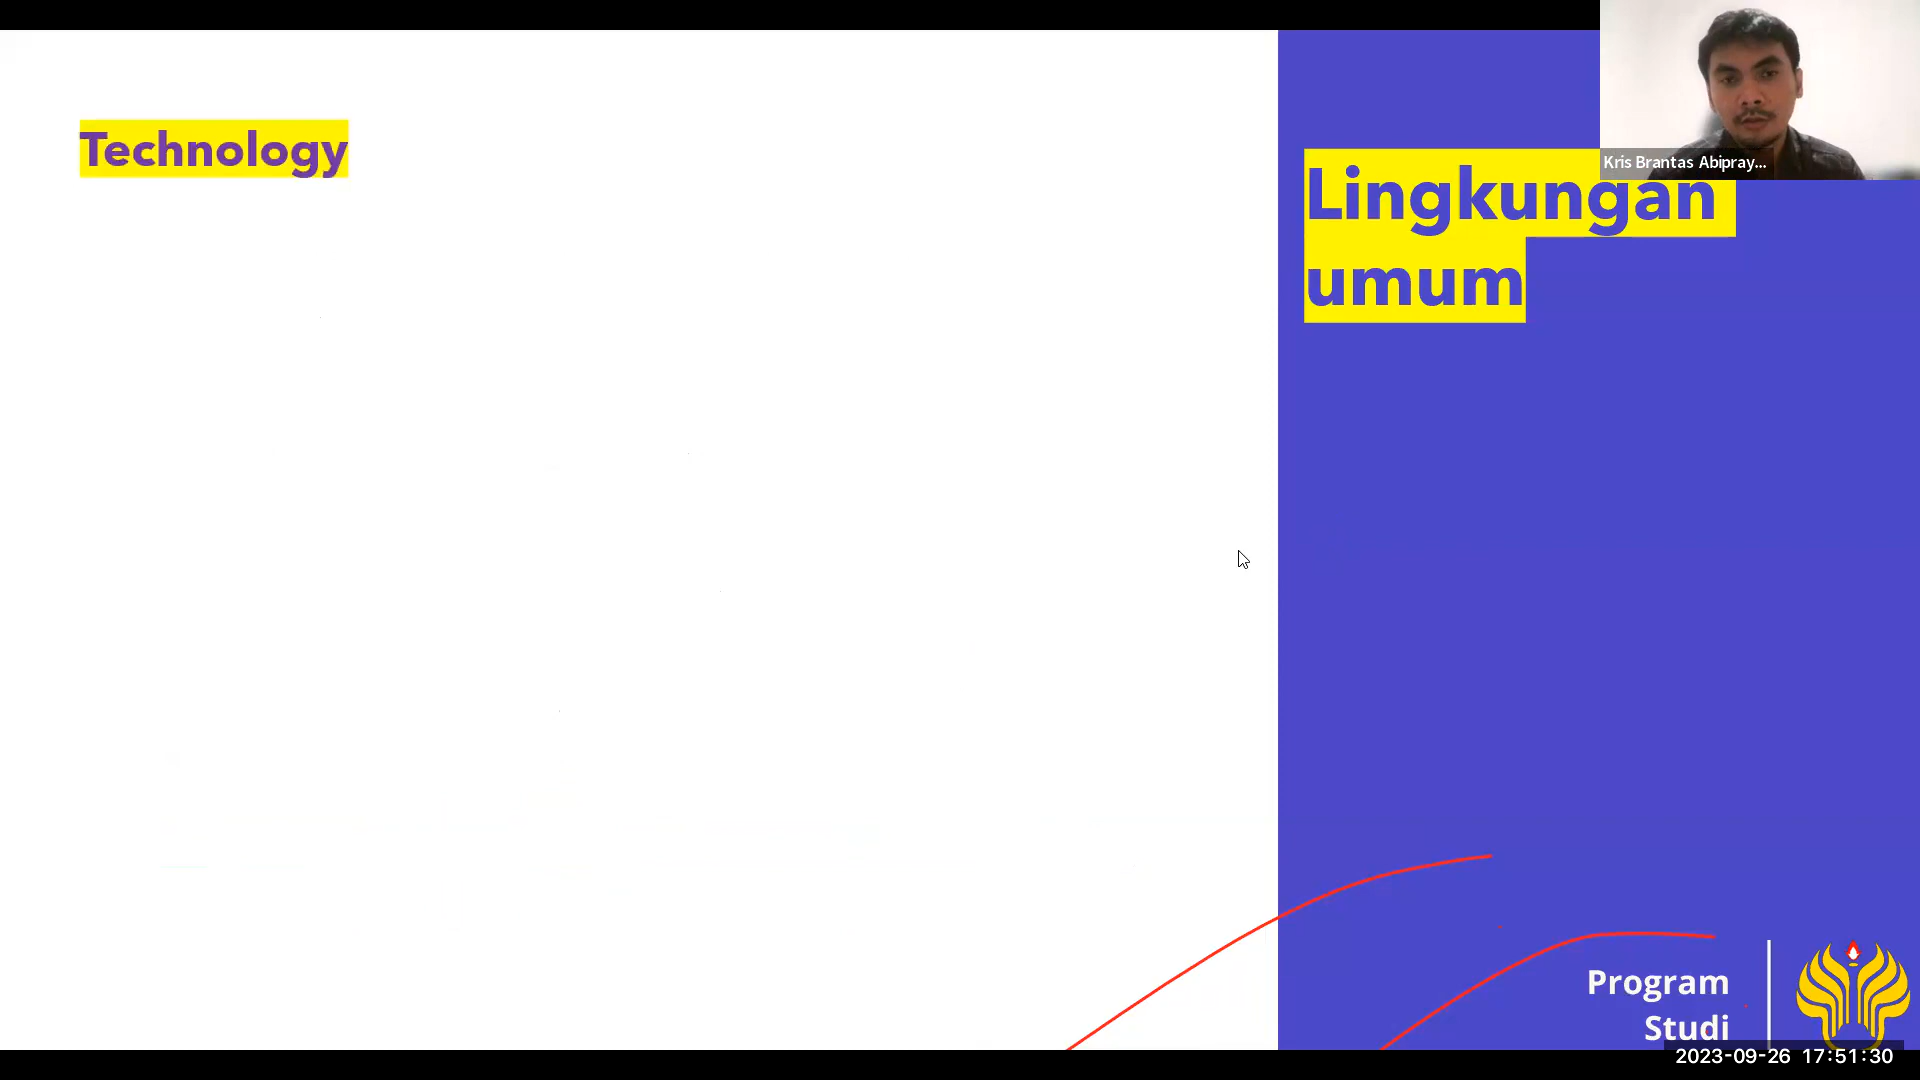 Technology
Kris Brantas Abipray...
Lingkungan
umum
Program
Studi
2023-09-26 17:51:30